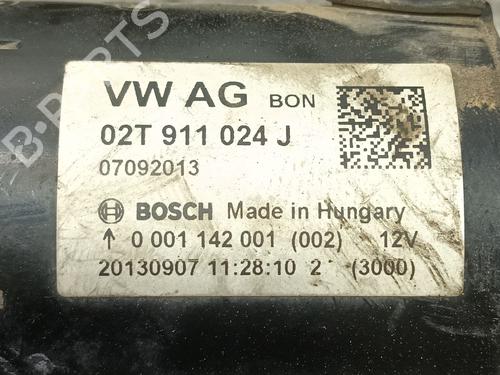 B-PARTS
VW AG BON
02T 911 024 J
07092013
BOSCH Made in Hungary
↑ 0 001 142 001 (002) 12V
20130907 11:28:10 2 (3000)